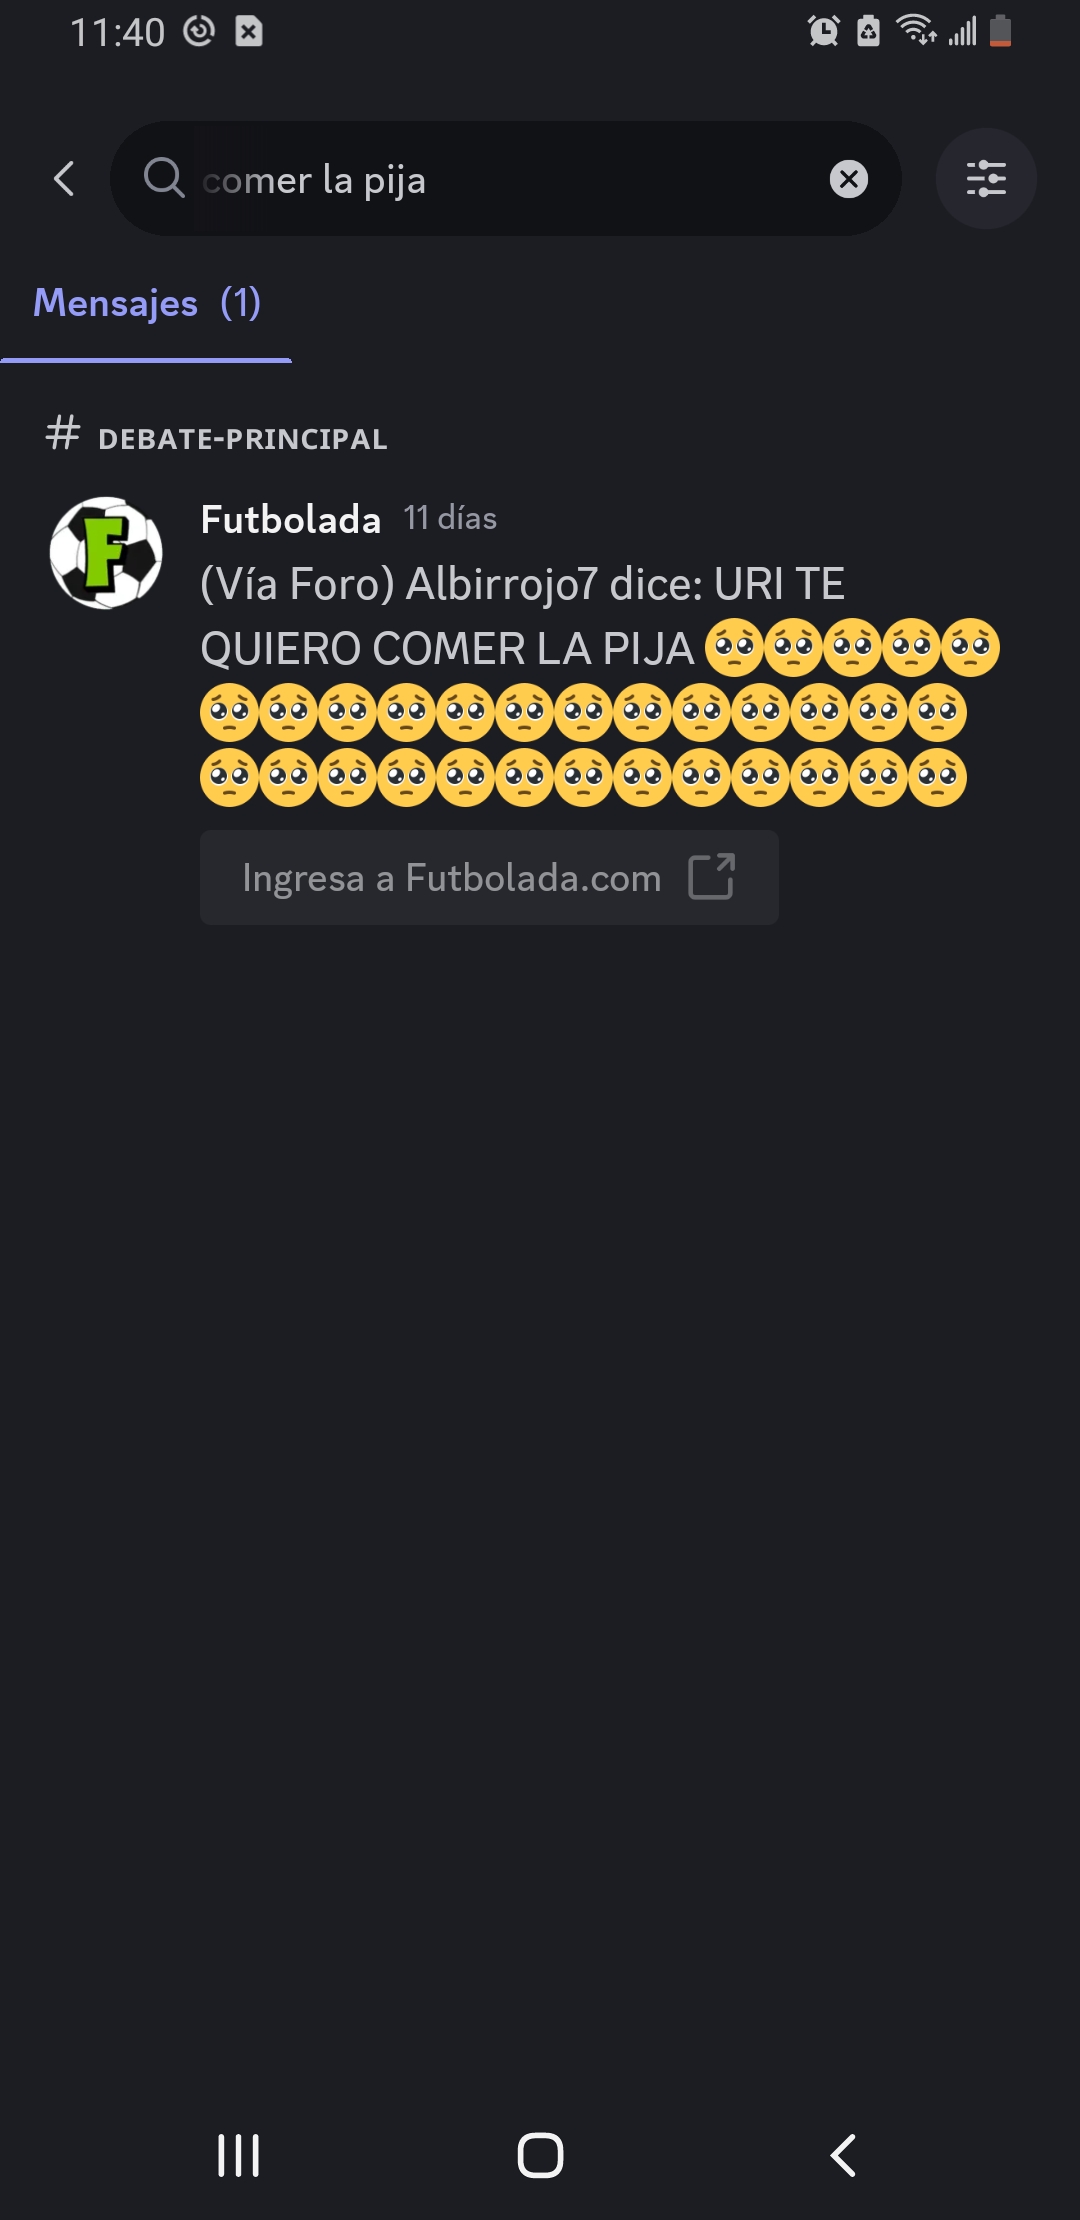 11:40
comer la pija
Mensajes (1)
# DEBATE-PRINCIPAL
F
Futbolada 11 días
(Vía Foro) Albirrojo7 dice: URI TE
QUIERO COMER LA PIJA 🥺🥺🥺🥺🥺
🥺🥺🥺🥺🥺🥺🥺🥺🥺🥺🥺🥺🥺
🥺🥺🥺🥺🥺🥺🥺🥺🥺🥺🥺🥺🥺
Ingresa a Futbolada.com